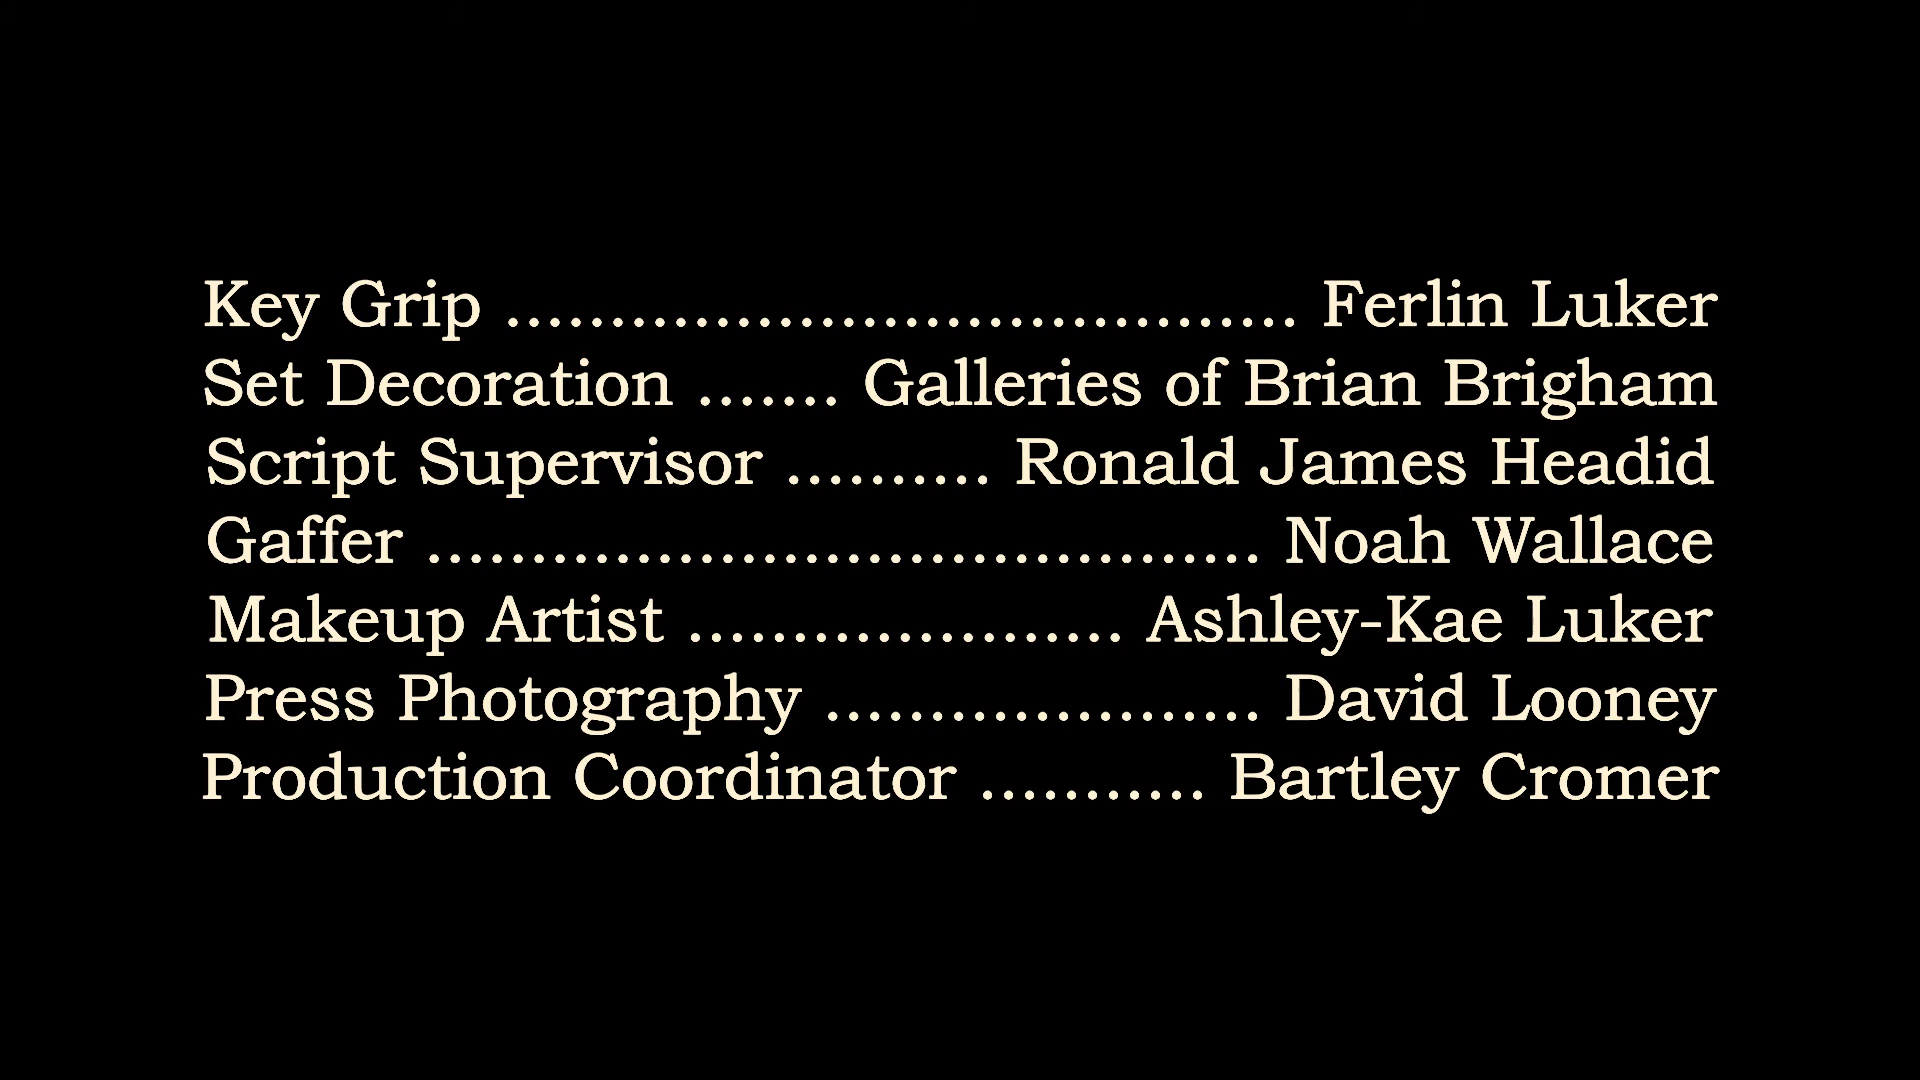 Key Grip ...................................... Ferlin Luker
Set Decoration ....... Galleries of Brian Brigham
Script Supervisor .......... Ronald James Headid
Gaffer ........................................ Noah Wallace
Makeup Artist ..................... Ashley-Kae Luker
Press Photography ..................... David Looney
Production Coordinator ........... Bartley Cromer